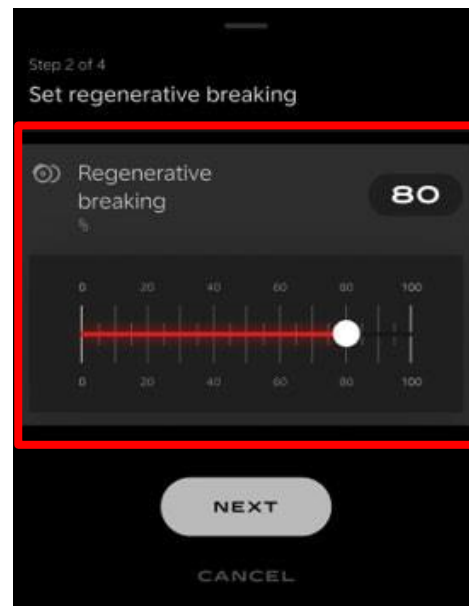 Step 2 of 4
Set regenerative breaking
Regenerative
breaking
80
%
0 20 40 60 80 100
0 20 40 60 80 100
NEXT
CANCEL